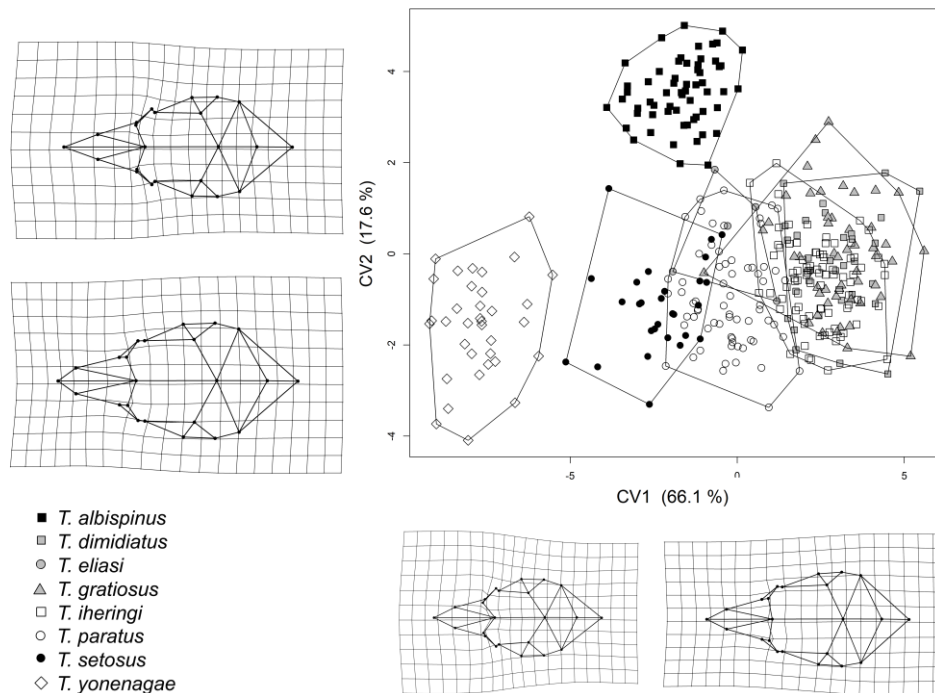 4
2
0
-2
-4
CV2 (17.6 %)
-5
0
5
CV1 (66.1 %)
T. albispinus
T. dimidiatus
T. eliasi
T. gratiosus
T. iheringi
T. paratus
T. setosus
T. yonenagae